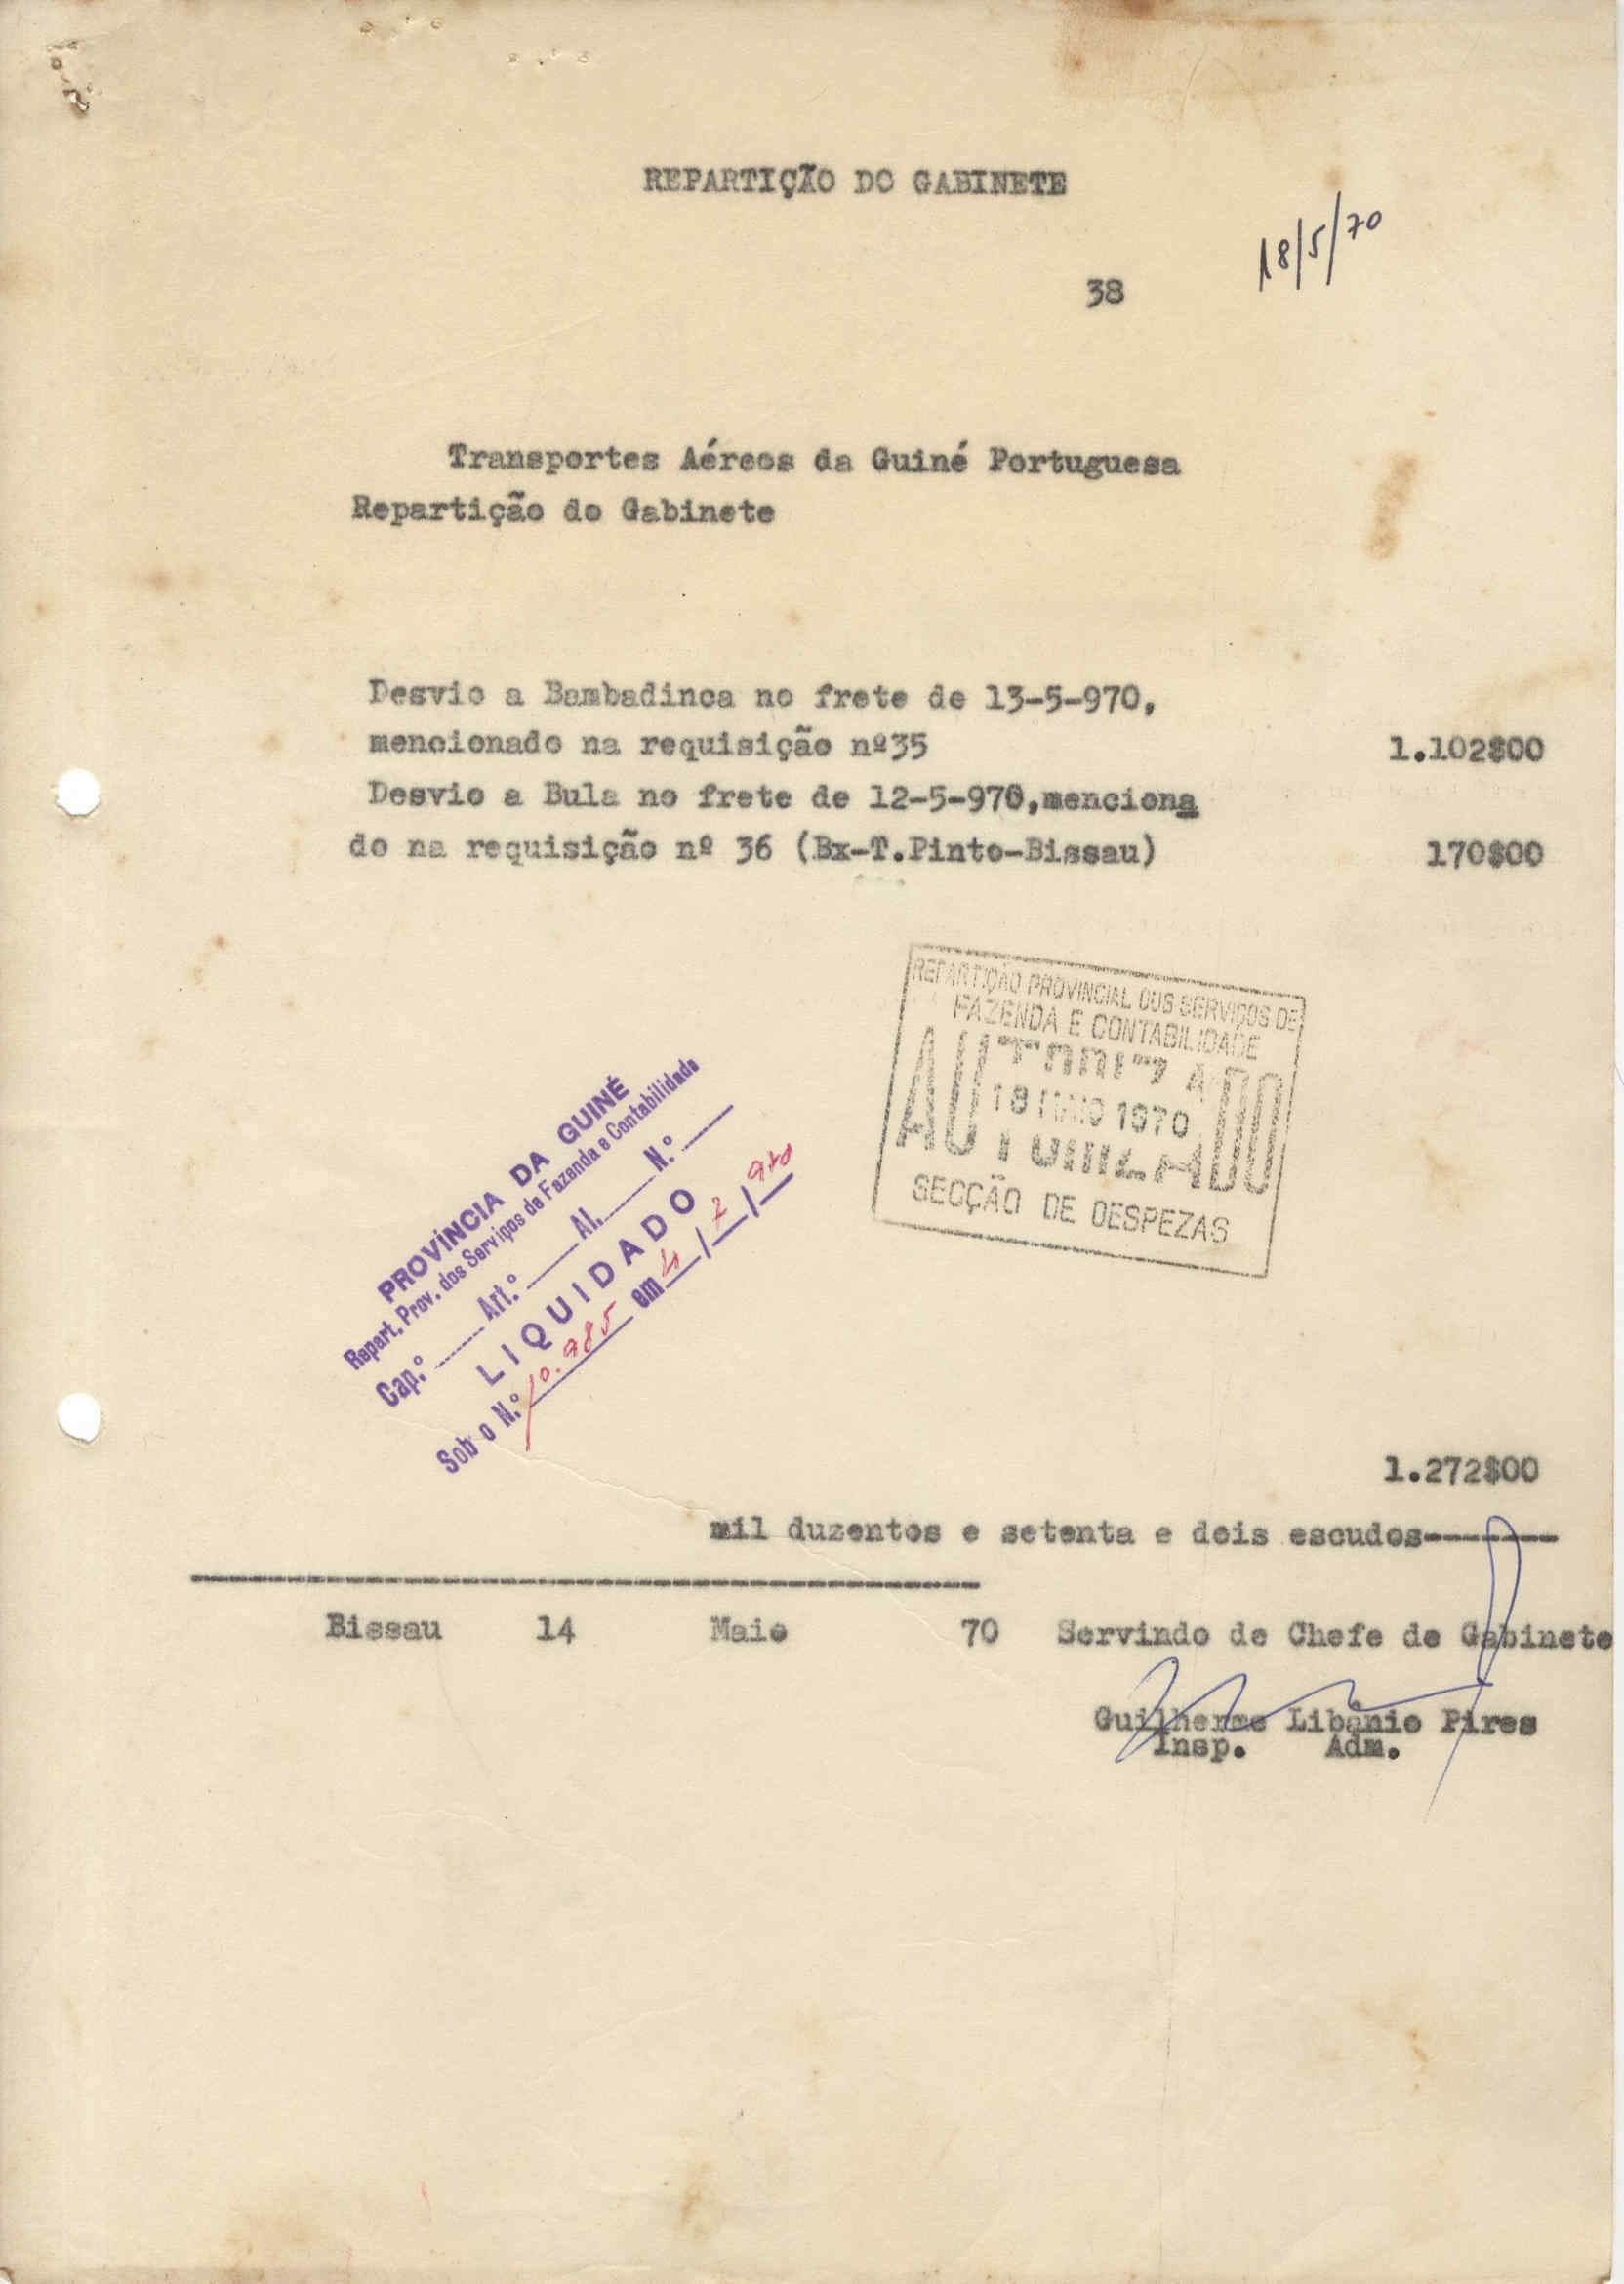 REPARTIÇÃO DO GABINETE
18/5/70
38
Transportes Aéreos da Guiné Portuguesa
Repartição do Gabinete
Desvio a Bambadinca no frete de 13-5-970,
mencionado na requisição nº35 1.102$00
Desvio a Bula no frete de 12-5-970,menciona
do na requisição nº 36 (Bx-T.Pinto-Bissau) 170$00
REPARTIÇÃO PROVINCIAL DOS SERVIÇOS DE
FAZENDA E CONTABILIDADE
AUTORIZADO
18 MAIO 1970
SECÇÃO DE DESPEZAS
PROVÍNCIA DA GUINÉ
Repart. Prov. dos Serviços de Fazenda e Contabilidade
Cap.º Art.º Al. N.º
LIQUIDADO
Sob o N.º 10.985 em 4/7/970
1.272$00
mil duzentos e setenta e dois escudos-------
Bissau 14 Maio 70 Servindo de Chefe de Gabinete
Guilherme Libânio Pires
Insp. Adm.